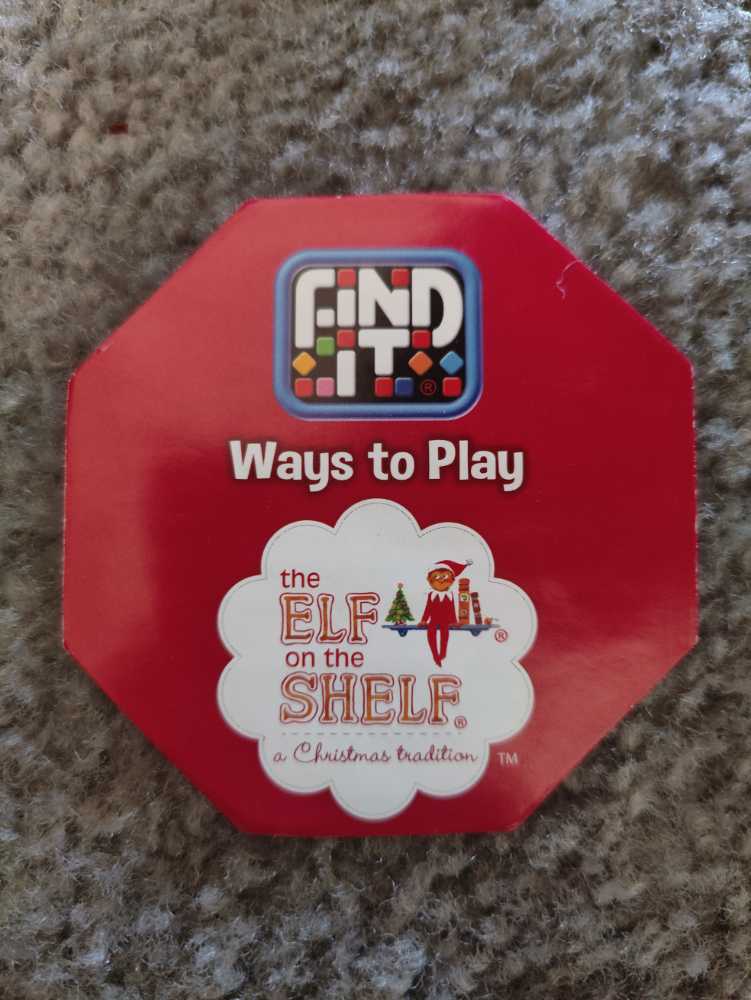 FIND
IT®
Ways to Play
the
ELF
on the
SHELF®
®
a Christmas tradition
™